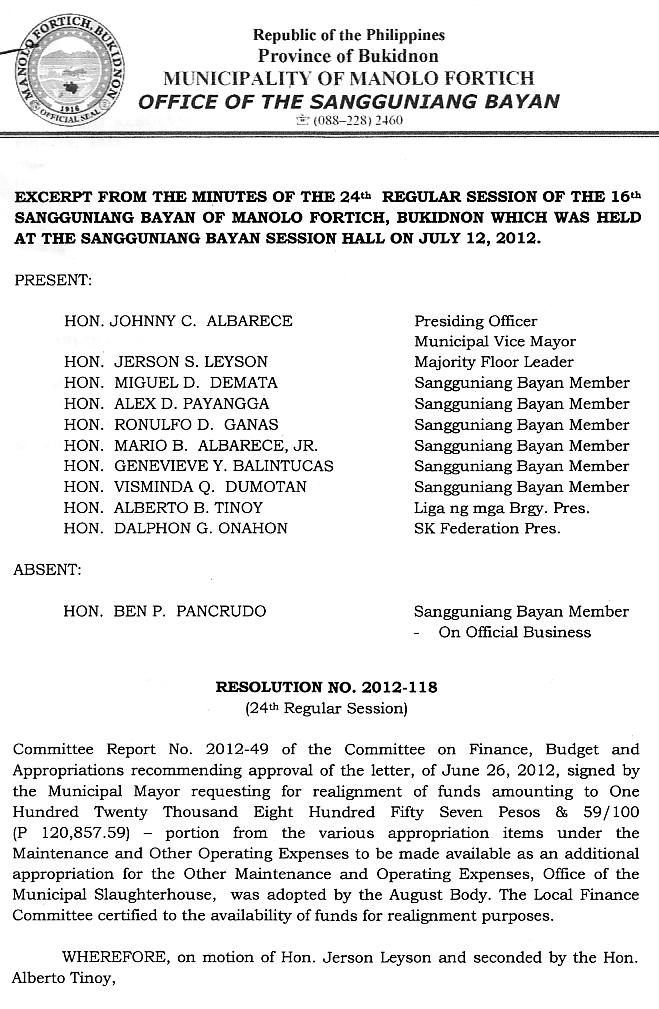 MANOLO FORTICH, BUKIDNON
1916
OFFICIAL SEAL
Republic of the Philippines
Province of Bukidnon
MUNICIPALITY OF MANOLO FORTICH
OFFICE OF THE SANGGUNIANG BAYAN
☏ (088–228) 2460
EXCERPT FROM THE MINUTES OF THE 24th REGULAR SESSION OF THE 16th
SANGGUNIANG BAYAN OF MANOLO FORTICH, BUKIDNON WHICH WAS HELD
AT THE SANGGUNIANG BAYAN SESSION HALL ON JULY 12, 2012.
PRESENT:
HON. JOHNNY C. ALBARECE Presiding Officer
Municipal Vice Mayor
HON. JERSON S. LEYSON Majority Floor Leader
HON. MIGUEL D. DEMATA Sangguniang Bayan Member
HON. ALEX D. PAYANGGA Sangguniang Bayan Member
HON. RONULFO D. GANAS Sangguniang Bayan Member
HON. MARIO B. ALBARECE, JR. Sangguniang Bayan Member
HON. GENEVIEVE Y. BALINTUCAS Sangguniang Bayan Member
HON. VISMINDA Q. DUMOTAN Sangguniang Bayan Member
HON. ALBERTO B. TINOY Liga ng mga Brgy. Pres.
HON. DALPHON G. ONAHON SK Federation Pres.
ABSENT:
HON. BEN P. PANCRUDO Sangguniang Bayan Member
- On Official Business
RESOLUTION NO. 2012-118
(24th Regular Session)
Committee Report No. 2012-49 of the Committee on Finance, Budget and
Appropriations recommending approval of the letter, of June 26, 2012, signed by
the Municipal Mayor requesting for realignment of funds amounting to One
Hundred Twenty Thousand Eight Hundred Fifty Seven Pesos & 59/100
(P 120,857.59) – portion from the various appropriation items under the
Maintenance and Other Operating Expenses to be made available as an additional
appropriation for the Other Maintenance and Operating Expenses, Office of the
Municipal Slaughterhouse, was adopted by the August Body. The Local Finance
Committee certified to the availability of funds for realignment purposes.
WHEREFORE, on motion of Hon. Jerson Leyson and seconded by the Hon.
Alberto Tinoy,